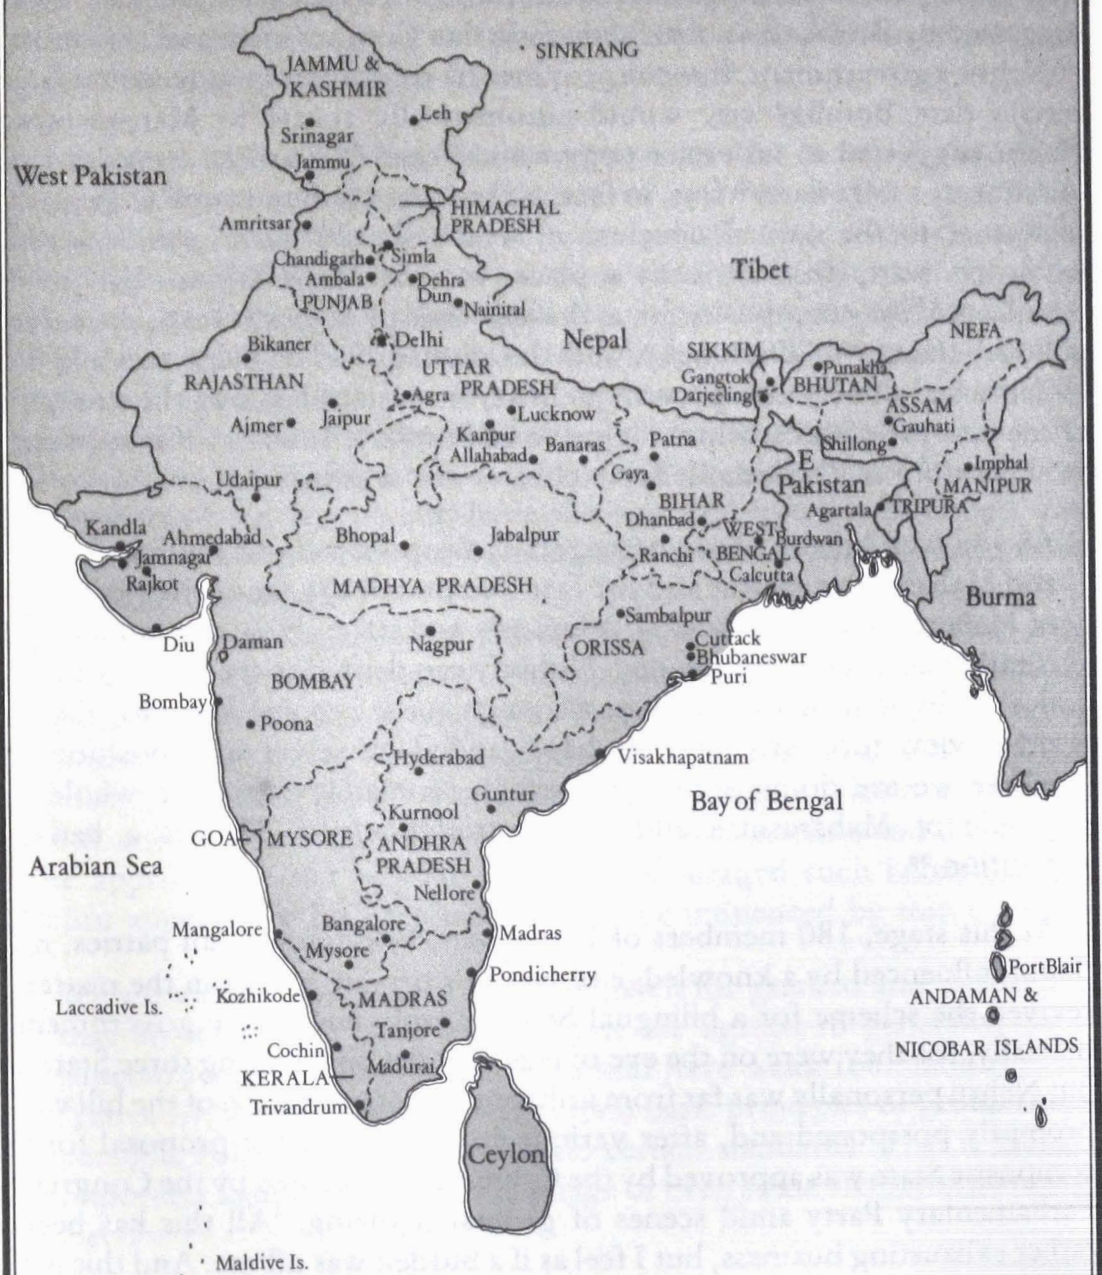 SINKIANG
JAMMU &
KASHMIR
Leh
Srinagar
Jammu
West Pakistan
HIMACHAL
PRADESH
Amritsar
Chandigarh
Simla
Ambala
Dehra
Dun
PUNJAB
Nainital
Tibet
Delhi
Nepal
NEFA
Bikaner
SIKKIM
Punakha
RAJASTHAN
UTTAR
PRADESH
Gangtok
BHUTAN
Darjeeling
Agra
Lucknow
ASSAM
Ajmer
Jaipur
Gauhati
Kanpur
Patna
Shillong
Allahabad
Banaras
E
Pakistan
Gaya
Imphal
MANIPUR
Udaipur
BIHAR
Agartala
TRIPURA
Dhanbad
Kandla
Ahmedabad
Bhopal
Jabalpur
WEST
BENGAL
Burdwan
Jamnagar
Ranchi
Rajkot
Calcutta
MADHYA PRADESH
Burma
Sambalpur
Diu
Daman
Nagpur
ORISSA
Cuttack
Bhubaneswar
Puri
BOMBAY
Bombay
Poona
Hyderabad
Visakhapatnam
Guntur
Bay of Bengal
Kurnool
GOA
MYSORE
ANDHRA
PRADESH
Arabian Sea
Nellore
Mangalore
Bangalore
Madras
Mysore
Port Blair
Pondicherry
Laccadive Is.
Kozhikode
MADRAS
ANDAMAN &
NICOBAR ISLANDS
Tanjore
Cochin
Madurai
KERALA
Trivandrum
Ceylon
Maldive Is.